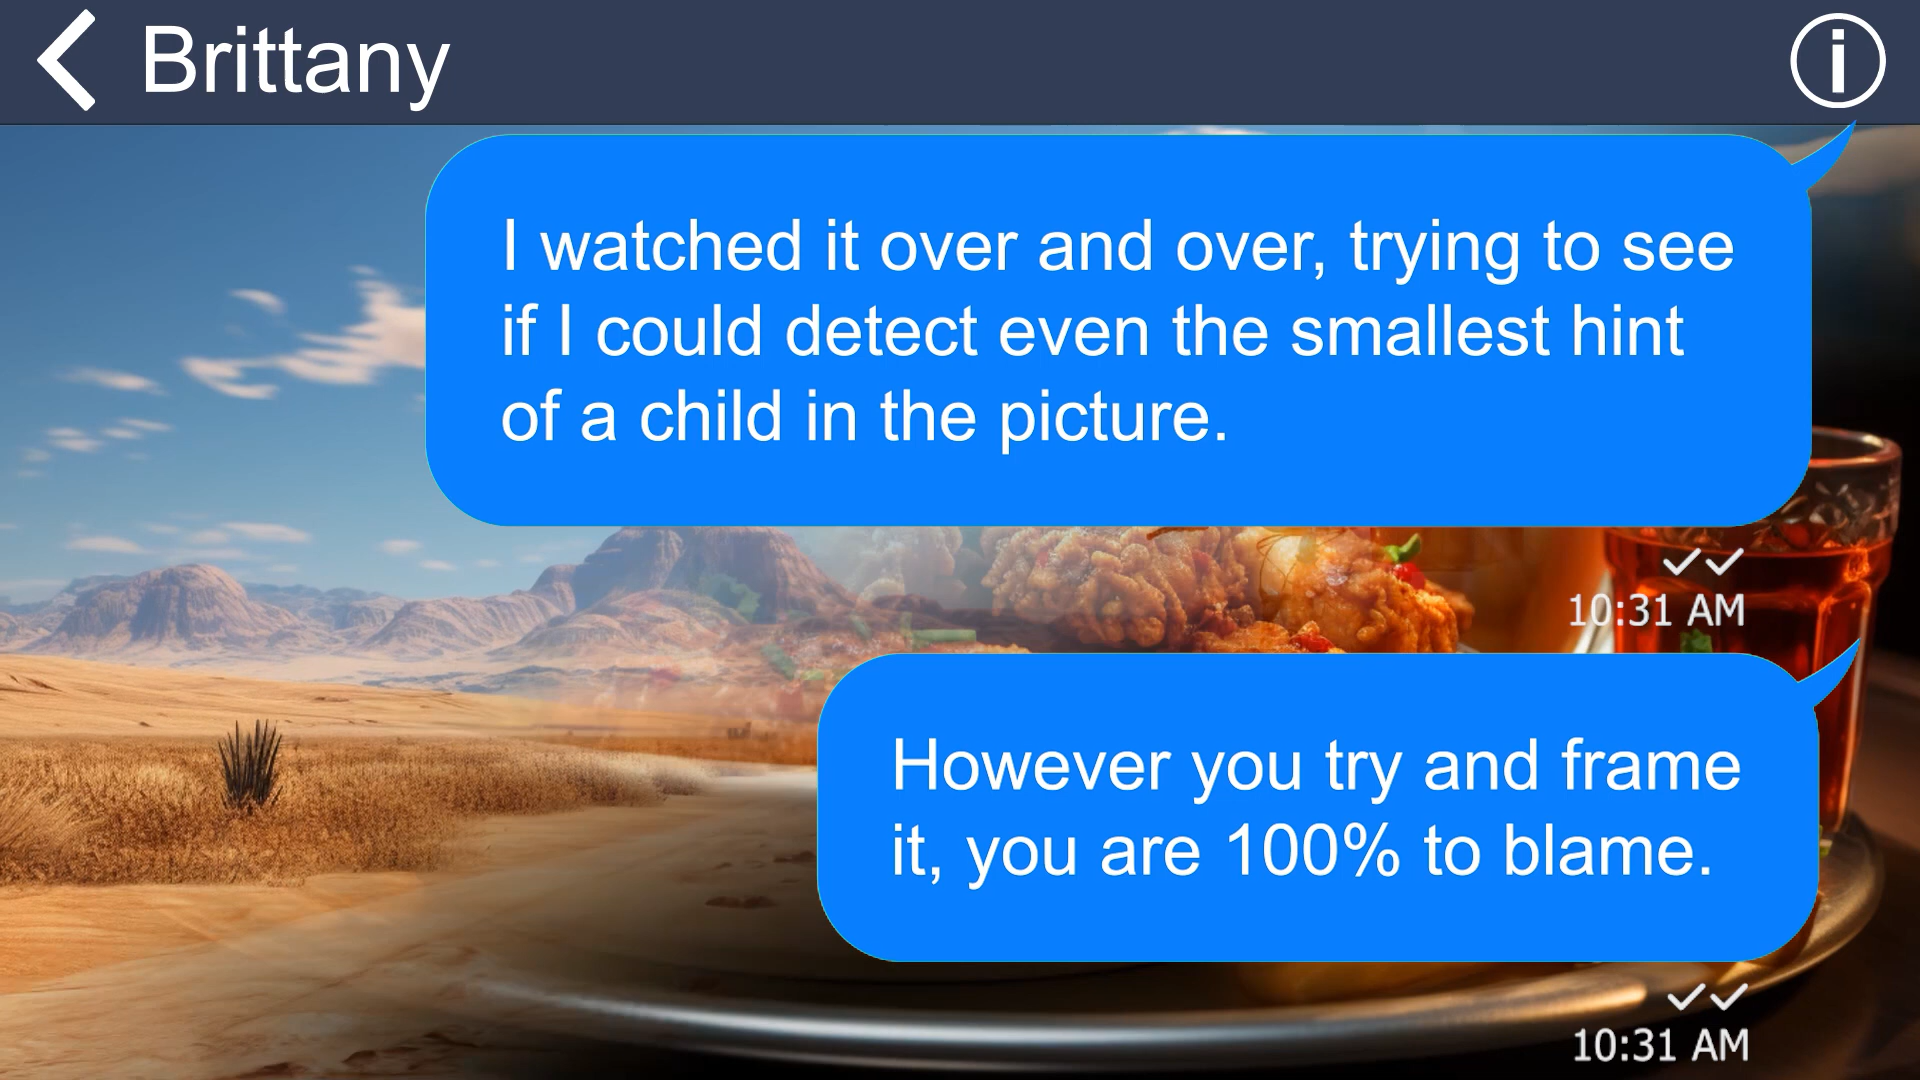 Brittany
I watched it over and over, trying to see
if I could detect even the smallest hint
of a child in the picture.
10:31 AM
However you try and frame
it, you are 100% to blame.
10:31 AM